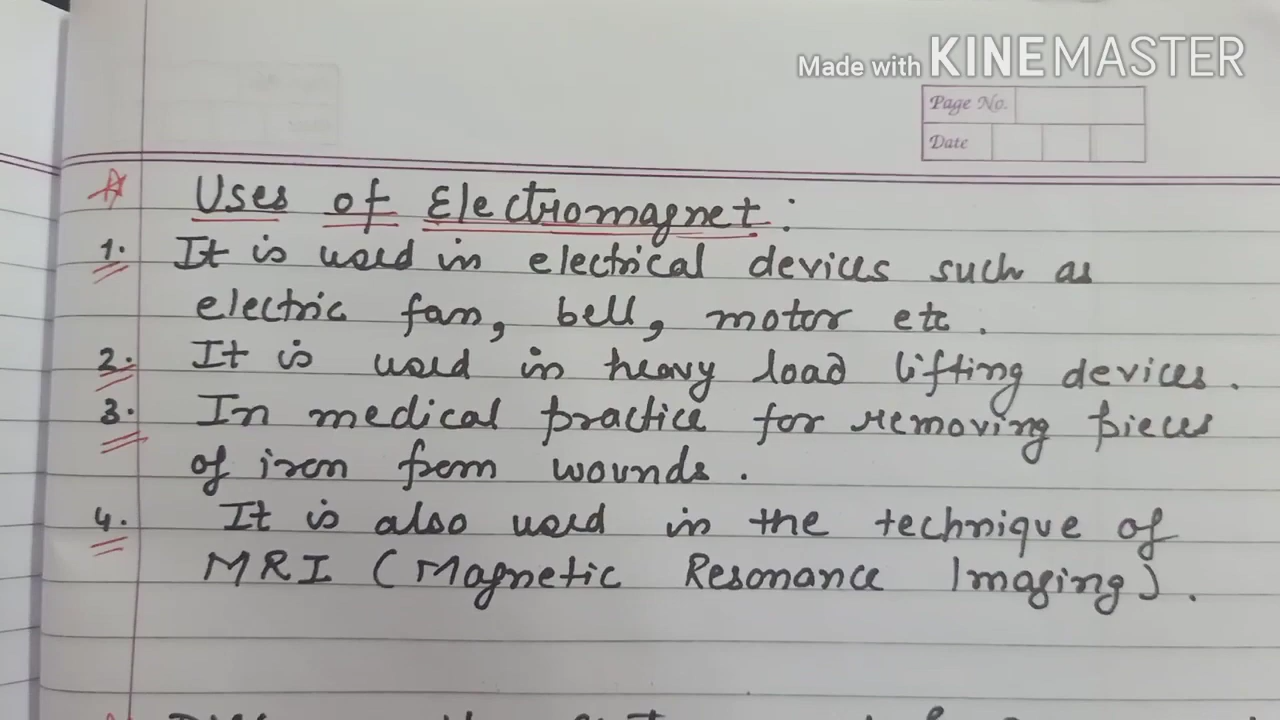 Made with KINEMASTER
Page No.
Date
Uses of Electromagnet :
1. It is used in electrical devices such as
electric fan, bell, motor etc.
2. It is used in heavy load lifting devices.
3. In medical practice for removing pieces
of iron from wounds.
4. It is also used in the technique of
MRI (Magnetic Resonance Imaging).